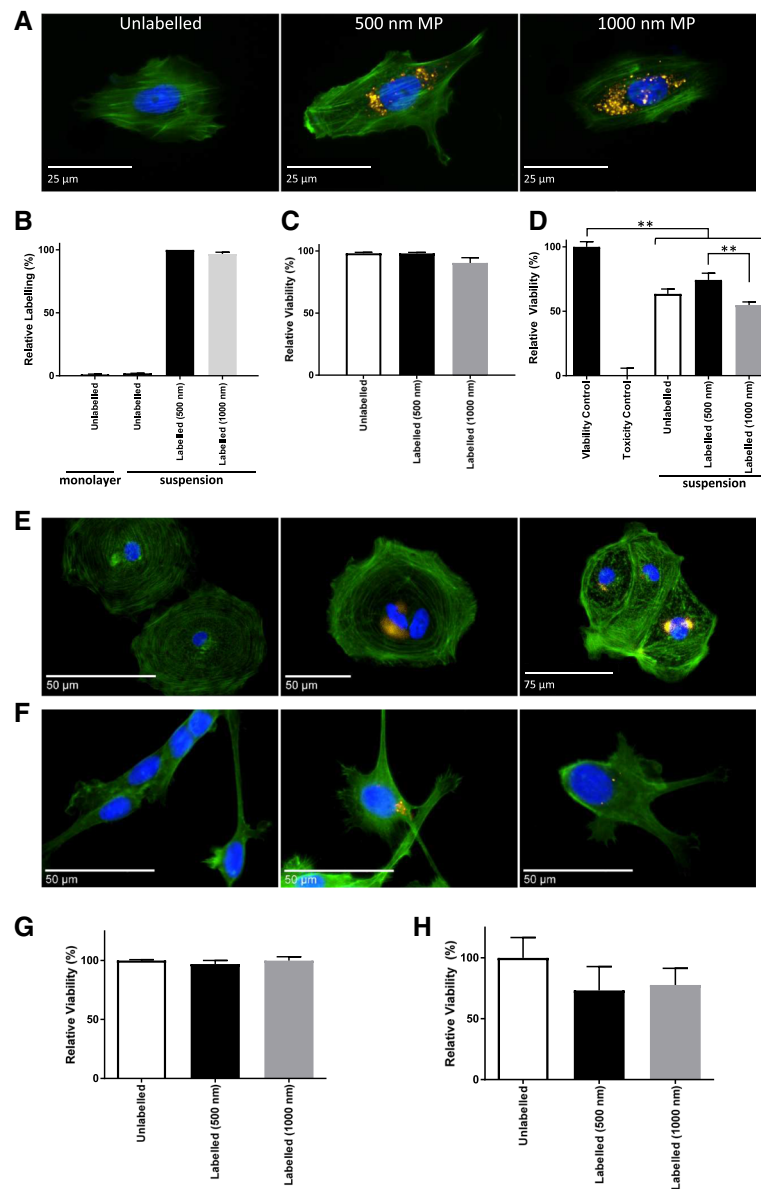 A
Unlabelled
500 nm MP
1000 nm MP
25 µm
25 µm
25 µm
B
Relative Labelling (%)
100
50
0
Unlabelled
Unlabelled
Labelled (500 nm)
Labelled (1000 nm)
monolayer
suspension
C
Relative Viability (%)
100
50
0
Unlabelled
Labelled (500 nm)
Labelled (1000 nm)
D
**
**
Relative Viability (%)
100
50
0
Viability Control
Toxicity Control
Unlabelled
Labelled (500 nm)
Labelled (1000 nm)
suspension
E
50 µm
50 µm
75 µm
F
50 µm
50 µm
50 µm
G
Relative Viability (%)
100
50
0
Unlabelled
Labelled (500 nm)
Labelled (1000 nm)
H
Relative Viability (%)
100
50
0
Unlabelled
Labelled (500 nm)
Labelled (1000 nm)